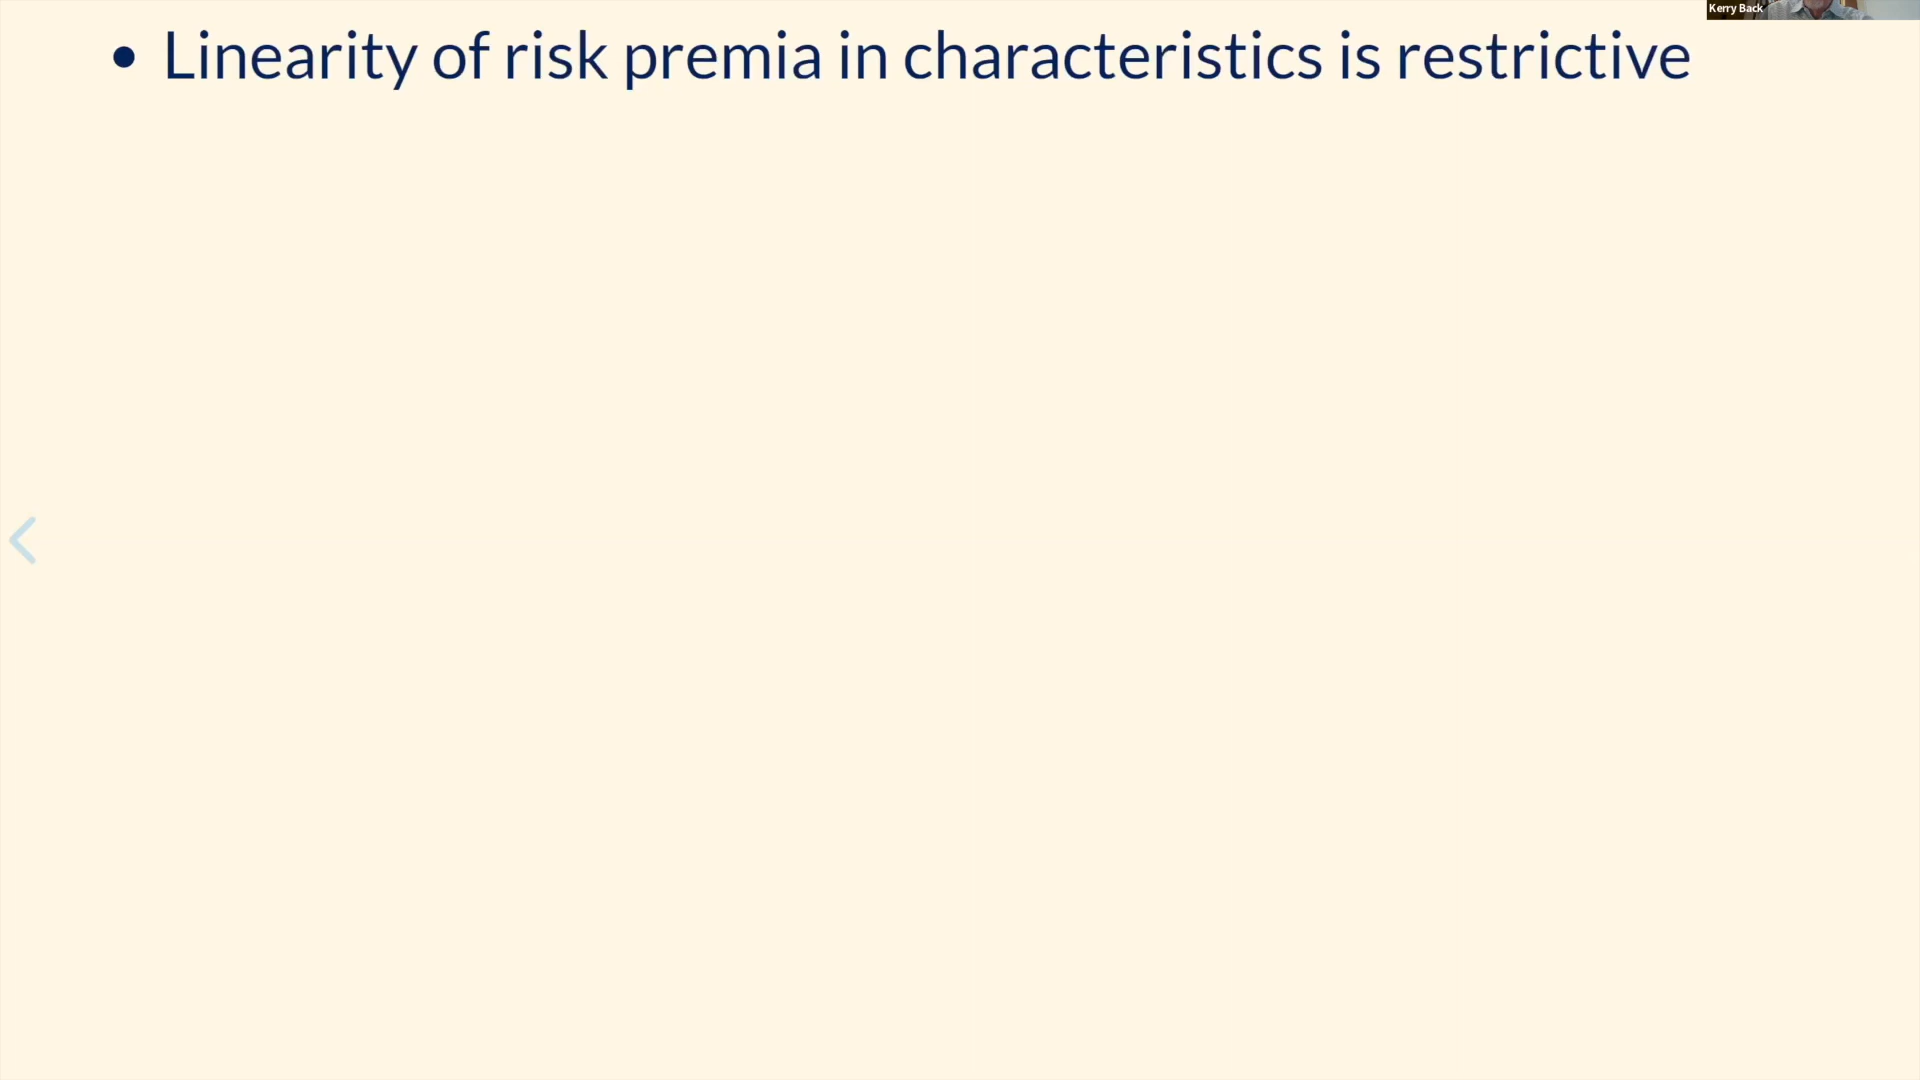 Kerry Back
• Linearity of risk premia in characteristics is restrictive